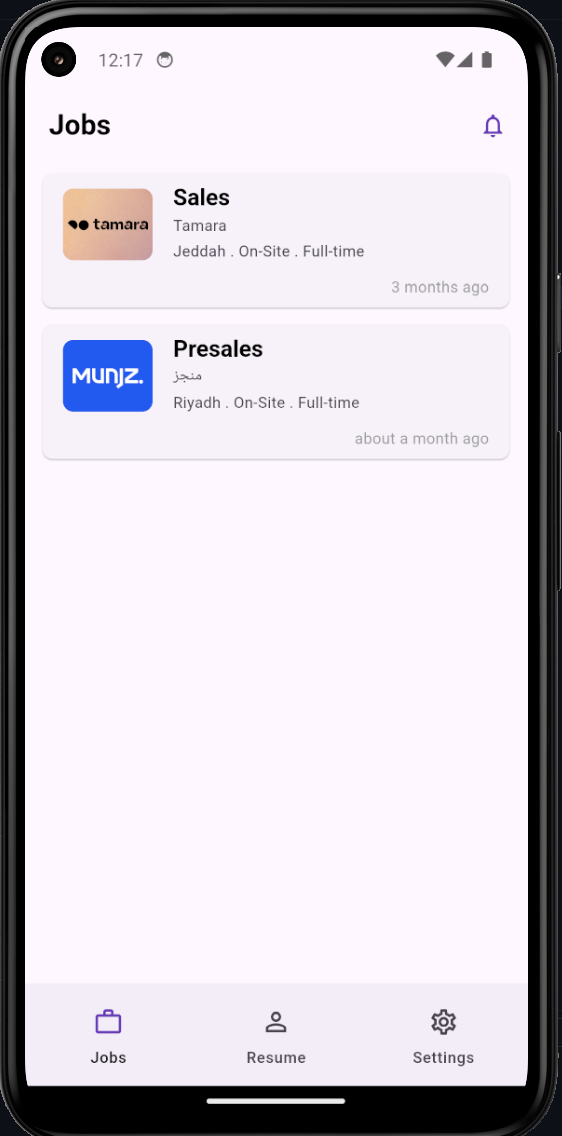 12:17
Jobs
tamara
Sales
Tamara
Jeddah . On-Site . Full-time
3 months ago
MUNJZ.
Presales
منجز
Riyadh . On-Site . Full-time
about a month ago
Jobs
Resume
Settings